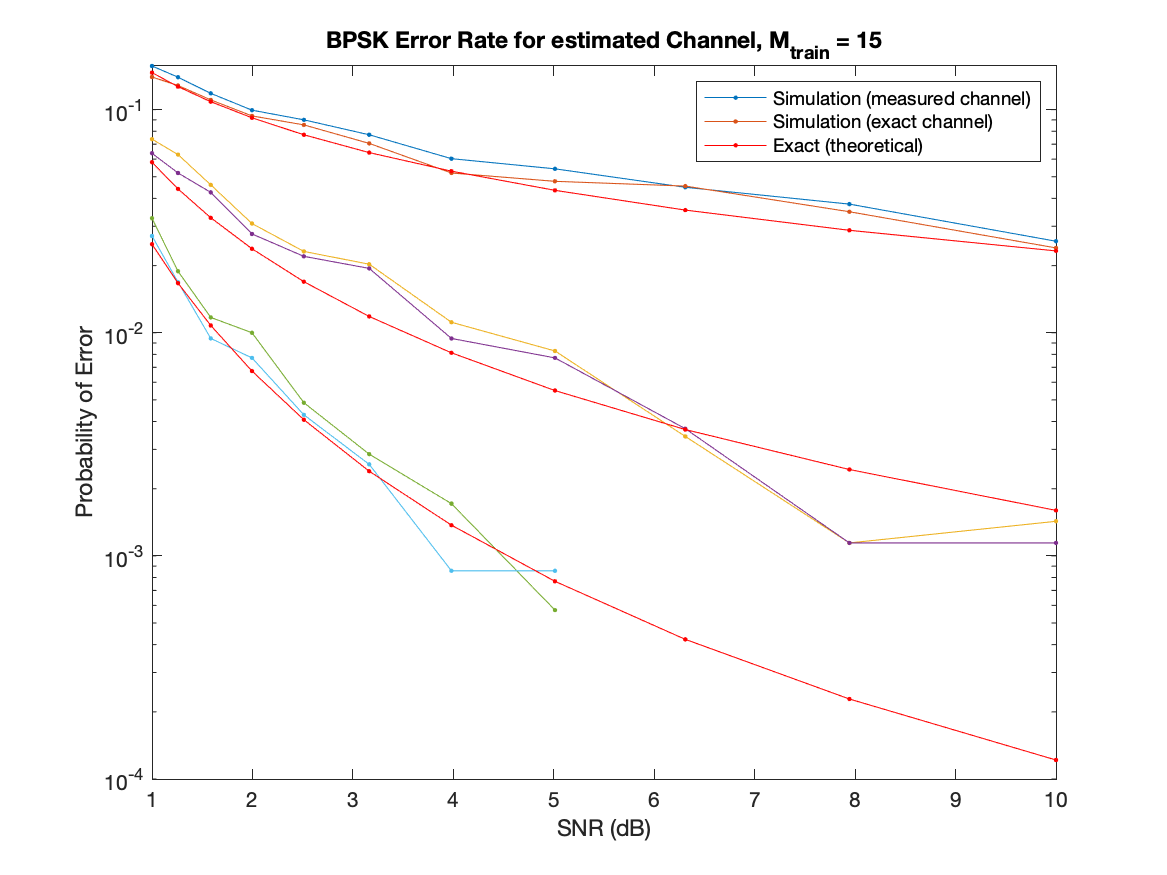 BPSK Error Rate for estimated Channel, M_train = 15
Simulation (measured channel)
Simulation (exact channel)
Exact (theoretical)
Probability of Error
10^-1
10^-2
10^-3
10^-4
1 2 3 4 5 6 7 8 9 10
SNR (dB)